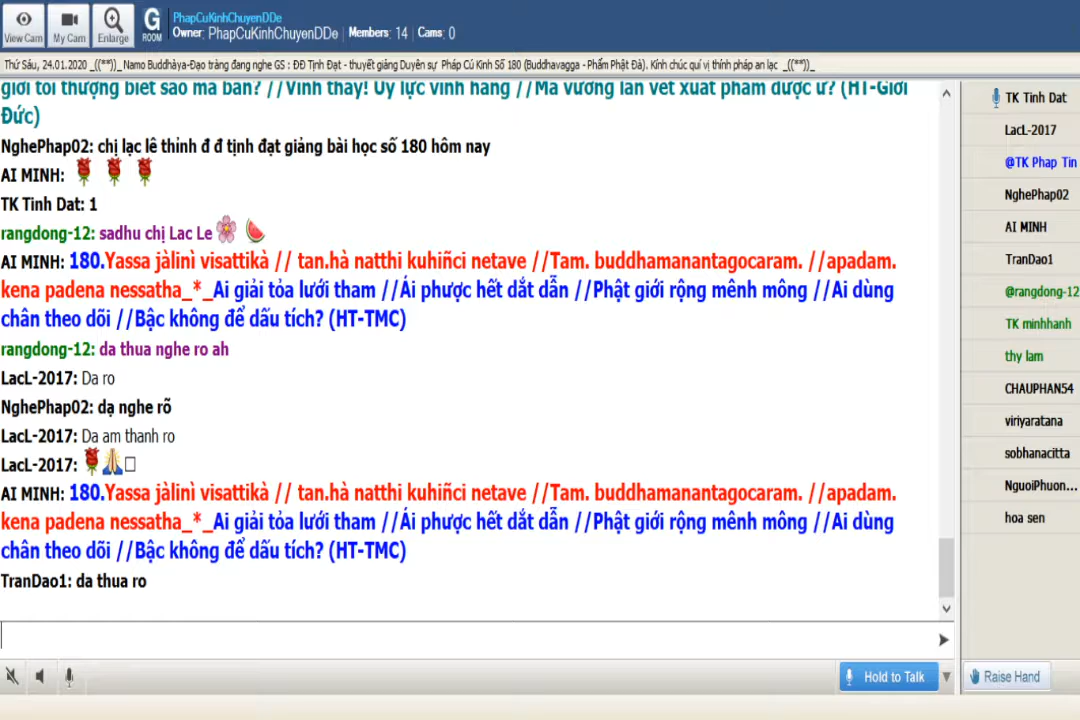 View Cam
My Cam
Enlarge
G
ROOM
PhapCuKinhChuyenDDe
Owner: PhapCuKinhChuyenDDe | Members: 14 | Cams: 0
Thứ Sáu, 24.01.2020 _((**))_ Namo Buddhàya-Đạo tràng đang nghe GS : ĐĐ Tịnh Đạt - thuyết giảng Duyên sự Pháp Cú Kinh Số 180 (Buddhavagga - Phẩm Phật Đà). Kính chúc quí vị thính pháp an lạc _((**))_
giới tối thượng biết sao mà bàn? //Vinh thay! Uy lực vĩnh hằng //Ma vương lần vết xuất phàm được ư? (HT-Giới
Đức)
NghePhap02: chị lạc lê thỉnh đ đ tịnh đạt giảng bài học số 180 hôm nay
AI MINH:
TK Tinh Dat: 1
rangdong-12: sadhu chị Lac Le
AI MINH: 180.Yassa jàlinì visattikà // tan.hà natthi kuhiñci netave //Tam. buddhamanantagocaram. //apadam.
kena padena nessatha_*_Ai giải tỏa lưới tham //Ái phược hết dắt dẫn //Phật giới rộng mênh mông //Ai dùng
chân theo dõi //Bậc không để dấu tích? (HT-TMC)
rangdong-12: da thua nghe ro ah
LacL-2017: Da ro
NghePhap02: dạ nghe rõ
LacL-2017: Da am thanh ro
LacL-2017:
AI MINH: 180.Yassa jàlinì visattikà // tan.hà natthi kuhiñci netave //Tam. buddhamanantagocaram. //apadam.
kena padena nessatha_*_Ai giải tỏa lưới tham //Ái phược hết dắt dẫn //Phật giới rộng mênh mông //Ai dùng
chân theo dõi //Bậc không để dấu tích? (HT-TMC)
TranDao1: da thua ro
Hold to Talk
TK Tinh Dat
LacL-2017
@TK Phap Tin
NghePhap02
AI MINH
TranDao1
@rangdong-12
TK minhhanh
thy lam
CHAUPHAN54
viriyaratana
sobhanacitta
NguoiPhuon...
hoa sen
Raise Hand